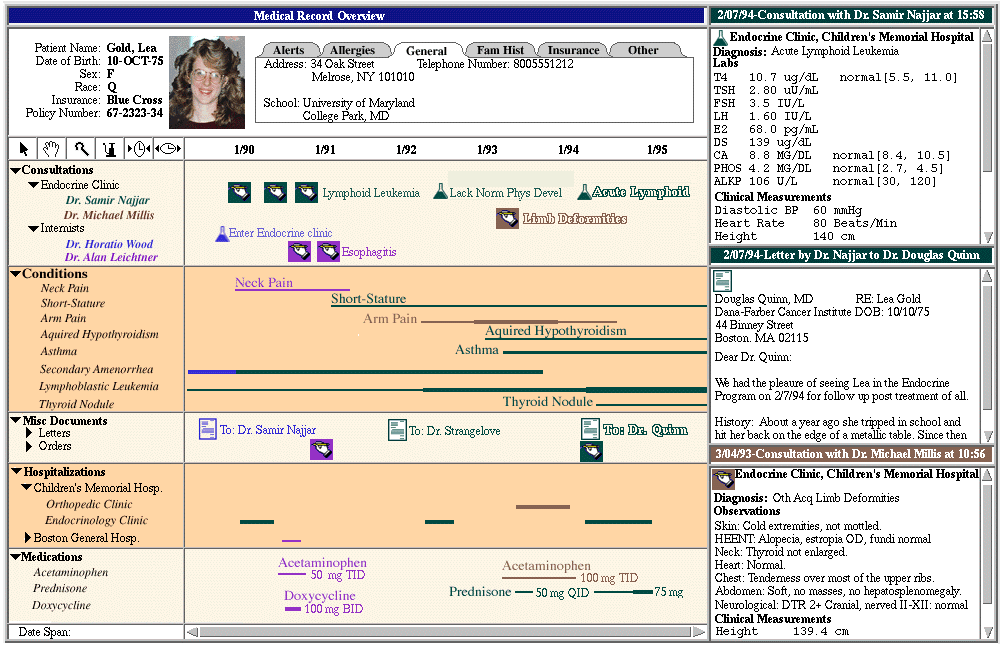 Medical Record Overview
Patient Name: Gold, Lea
Date of Birth: 10-OCT-75
Sex: F
Race: Q
Insurance: Blue Cross
Policy Number: 67-2323-34
Alerts Allergies General Fam Hist Insurance Other
Address: 34 Oak Street Telephone Number: 8005551212
Melrose, NY 101010
School: University of Maryland
College Park, MD
1/90 1/91 1/92 1/93 1/94 1/95
Consultations
Endocrine Clinic
Dr. Samir Najjar
Dr. Michael Millis
Internists
Dr. Horatio Wood
Dr. Alan Leichtner
Lymphoid Leukemia Lack Norm Phys Devel Acute Lymphoid
Limb Deformities
Enter Endocrine clinic
Esophagitis
Conditions
Neck Pain
Short-Stature
Arm Pain
Aquired Hypothyroidism
Asthma
Secondary Amenorrhea
Lymphoblastic Leukemia
Thyroid Nodule
Neck Pain
Short-Stature
Arm Pain
Aquired Hypothyroidism
Asthma
Thyroid Nodule
Misc Documents
Letters
Orders
To: Dr. Samir Najjar To: Dr. Strangelove To: Dr. Quinn
Hospitalizations
Children's Memorial Hosp.
Orthopedic Clinic
Endocrinology Clinic
Boston General Hosp.
Medications
Acetaminophen
Prednisone
Doxycycline
Acetaminophen
50 mg TID
Doxycycline
100 mg BID
Acetaminophen
100 mg TID
Prednisone 50 mg QID 75 mg
Date Span:
2/07/94-Consultation with Dr. Samir Najjar at 15:58
Endocrine Clinic, Children's Memorial Hospital
Diagnosis: Acute Lymphoid Leukemia
Labs
T4 10.7 ug/dL normal[5.5, 11.0]
TSH 2.80 uU/mL
FSH 3.5 IU/L
LH 1.60 IU/L
E2 68.0 pg/mL
DS 139 ug/dL
CA 8.8 MG/DL normal[8.4, 10.5]
PHOS 4.2 MG/DL normal[2.7, 4.5]
ALKP 106 U/L normal[30, 120]
Clinical Measurements
Diastolic BP 60 mmHg
Heart Rate 80 Beats/Min
Height 140 cm
2/07/94-Letter by Dr. Najjar to Dr. Douglas Quinn
Douglas Quinn, MD RE: Lea Gold
Dana-Farber Cancer Institute DOB: 10/10/75
44 Binney Street
Boston. MA 02115
Dear Dr. Quinn:
We had the pleaure of seeing Lea in the Endocrine
Program on 2/7/94 for follow up post treatment of all.
History: About a year ago she tripped in school and
hit her back on the edge of a metallic table. Since then
3/04/93-Consultation with Dr. Michael Millis at 10:56
Endocrine Clinic, Children's Memorial Hospital
Diagnosis: Oth Acq Limb Deformities
Observations
Skin: Cold extremities, not mottled.
HEENT: Alopecia, estropia OD, fundi normal
Neck: Thyroid not enlarged.
Heart: Normal.
Chest: Tenderness over most of the upper ribs.
Abdomen: Soft, no masses, no hepatosplenomegaly.
Neurological: DTR 2+ Cranial, nerved II-XII: normal
Clinical Measurements
Height 139.4 cm